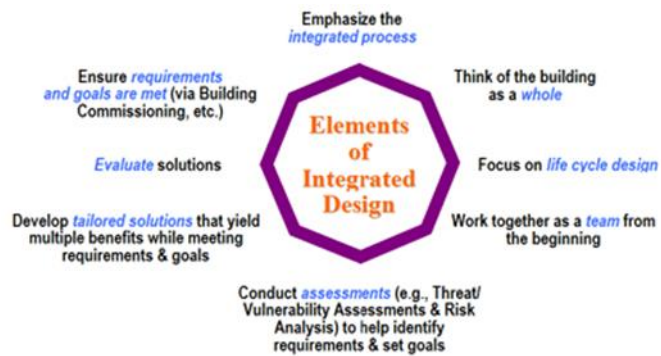 Emphasize the
integrated process
Think of the building
as a whole
Focus on life cycle design
Work together as a team from
the beginning
Conduct assessments (e.g., Threat/
Vulnerability Assessments & Risk
Analysis) to help identify
requirements & set goals
Develop tailored solutions that yield
multiple benefits while meeting
requirements & goals
Evaluate solutions
Ensure requirements
and goals are met (via Building
Commissioning, etc.)
Elements
of
Integrated
Design